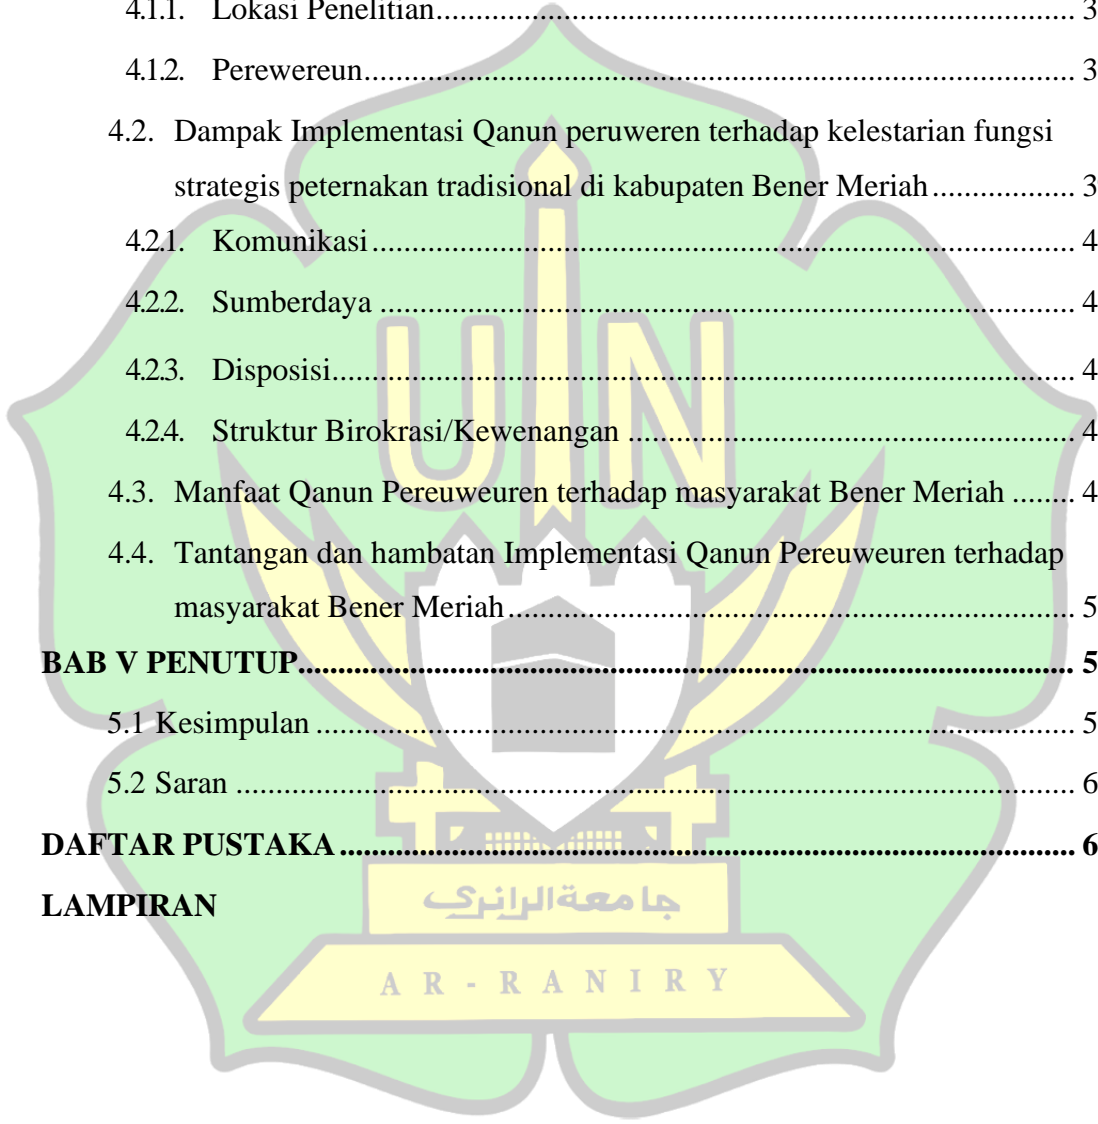 4.1.1. Lokasi Penelitian.......................................................................... 3
4.1.2. Perewereun.......................................................................... 3
4.2. Dampak Implementasi Qanun peruweren terhadap kelestarian fungsi
strategis peternakan tradisional di kabupaten Bener Meriah................ 3
4.2.1. Komunikasi.......................................................................... 4
4.2.2. Sumberdaya.......................................................................... 4
4.2.3. Disposisi.......................................................................... 4
4.2.4. Struktur Birokrasi/Kewenangan................................................ 4
4.3. Manfaat Qanun Pereuweuren terhadap masyarakat Bener Meriah........ 4
4.4. Tantangan dan hambatan Implementasi Qanun Pereuweuren terhadap
masyarakat Bener Meriah............................................................ 5
BAB V PENUTUP................................................................................ 5
5.1 Kesimpulan................................................................................ 5
5.2 Saran................................................................................ 6
DAFTAR PUSTAKA................................................................................ 6
LAMPIRAN
UIN
جامعة الرانري
AR-RANIRY